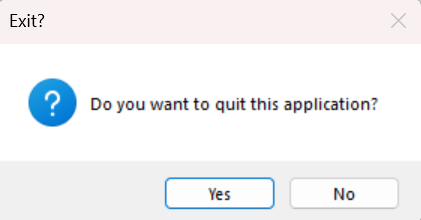 Exit?
?
Do you want to quit this application?
Yes
No